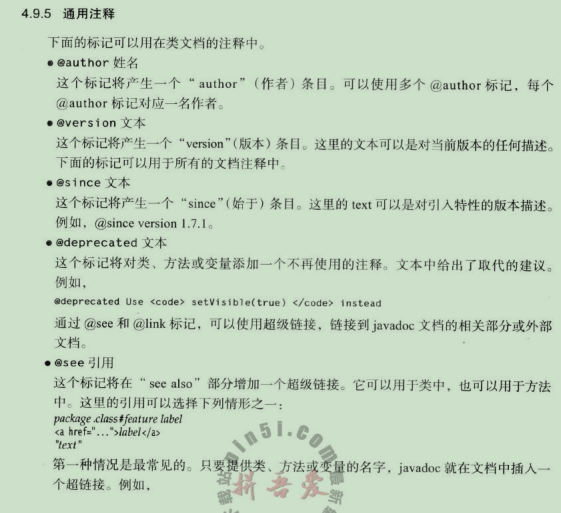 4.9.5 通用注释
下面的标记可以用在类文档的注释中。
● @author 姓名
这个标记将产生一个“author”(作者)条目。可以使用多个 @author 标记，每个
@author 标记对应一名作者。
● @version 文本
这个标记将产生一个“version”(版本)条目。这里的文本可以是对当前版本的任何描述。
下面的标记可以用于所有的文档注释中。
● @since 文本
这个标记将产生一个“since”(始于)条目。这里的 text 可以是对引入特性的版本描述。
例如，@since version 1.7.1。
● @deprecated 文本
这个标记将对类、方法或变量添加一个不再使用的注释。文本中给出了取代的建议。
例如，
@deprecated Use <code> setVisible(true) </code> instead
通过 @see 和 @link 标记，可以使用超级链接，链接到 javadoc 文档的相关部分或外部
文档。
● @see 引用
这个标记将在“see also”部分增加一个超级链接。它可以用于类中，也可以用于方法
中。这里的引用可以选择下列情形之一：
package.class#feature label
<a href="...">label</a>
"text"
第一种情况是最常见的。只要提供类、方法或变量的名字，javadoc 就在文档中插入一
个超链接。例如，
拼吾爱